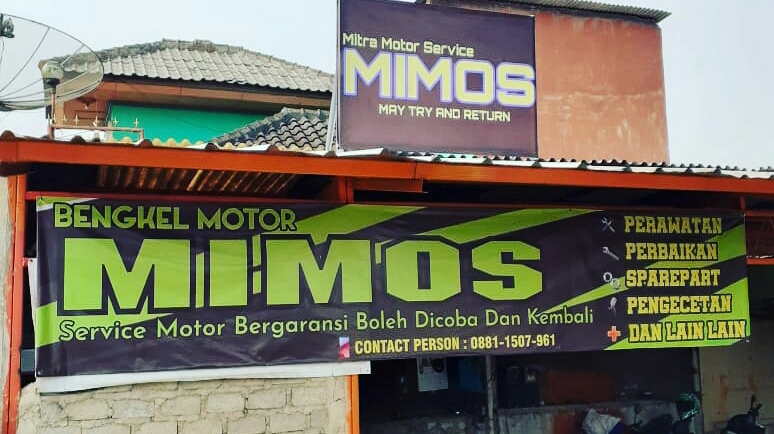 Mitra Motor Service
MIMOS
MAY TRY AND RETURN
BENGKEL MOTOR
MIMOS
Service Motor Bergaransi Boleh Dicoba Dan Kembali
CONTACT PERSON : 0881-1507-961
PERAWATAN
PERBAIKAN
SPAREPART
PENGECETAN
DAN LAIN LAIN